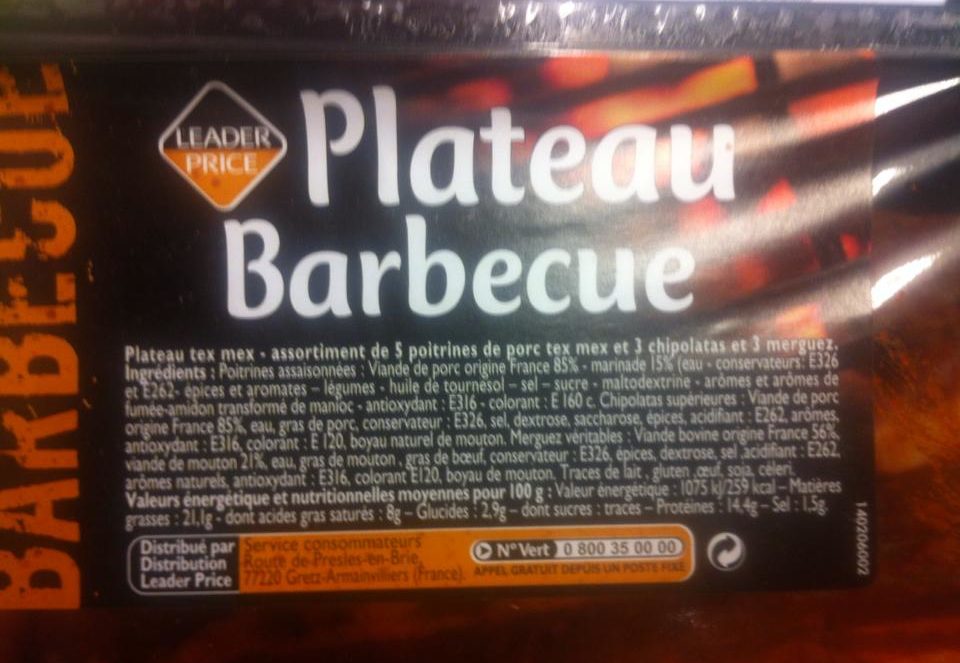 BARBECUE
LEADER
PRICE
Plateau
Barbecue
Plateau tex mex - assortiment de 5 poitrines de porc tex mex et 3 chipolatas et 3 merguez.
Ingrédients : Poitrines assaisonnées : Viande de porc origine France 85% - marinade 15% (eau - conservateurs: E326
et E262- épices et aromates – légumes - huile de tournesol – sel – sucre - maltodextrine - arômes et arômes de
fumée-amidon transformé de manioc - antioxydant : E316 - colorant : E 160 c. Chipolatas supérieures : Viande de porc
origine France 85%, eau, gras de porc, conservateur : E326, sel, dextrose, saccharose, épices, acidifiant : E262, arômes,
antioxydant : E316, colorant : E 120, boyau naturel de mouton. Merguez véritables : Viande bovine origine France 56%,
viande de mouton 21%, eau, gras de mouton , gras de bœuf, conservateur : E326, épices, dextrose, sel ,acidifiant : E262,
arômes naturels, antioxydant : E316, colorant E120, boyau de mouton. Traces de lait , gluten ,œuf, soja, céleri.
Valeurs énergétique et nutritionnelles moyennes pour 100 g : Valeur énergétique : 1075 kJ/259 kcal – Matières
grasses : 21,1g - dont acides gras saturés : 8g – Glucides : 2,9g – dont sucres : traces – Protéines : 14,4g – Sel : 1,5g.
Distribué par
Distribution
Leader Price
Service consommateurs
Route de Presles-en-Brie,
77220 Gretz-Armainvilliers (France).
N° Vert 0 800 35 00 00
APPEL GRATUIT DEPUIS UN POSTE FIXE
140206002